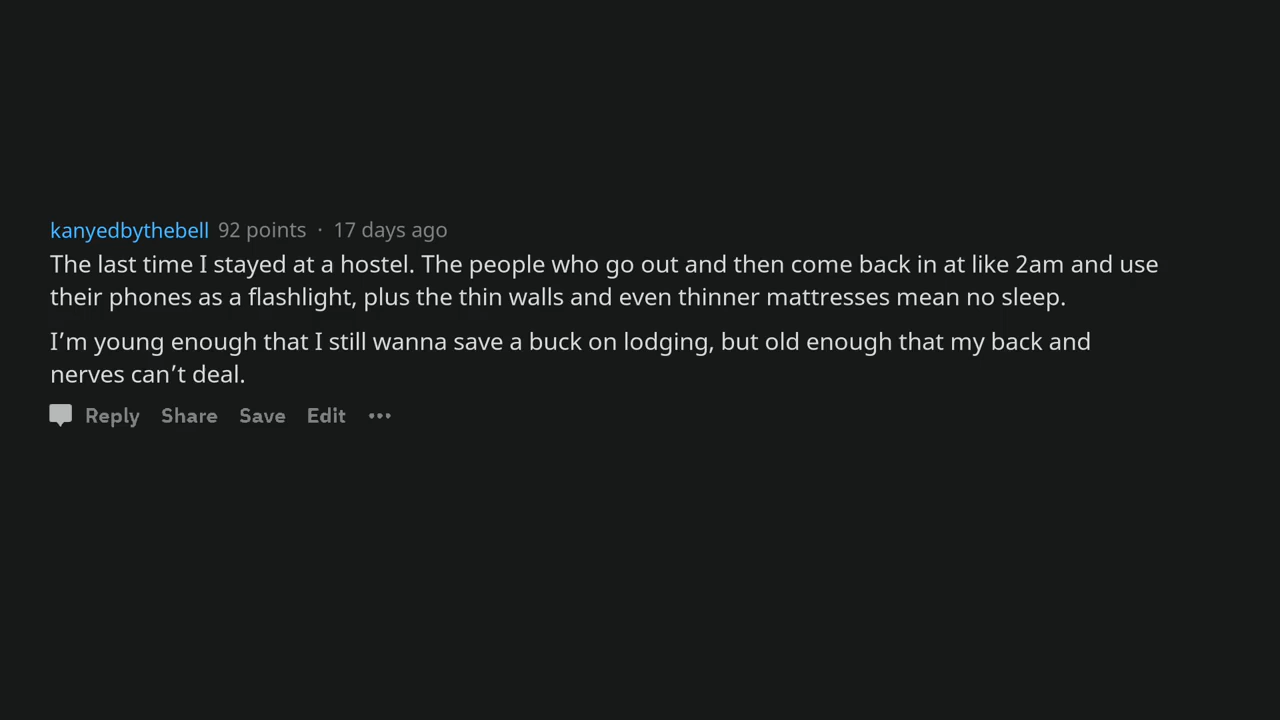 kanyedbythebell 92 points · 17 days ago
The last time I stayed at a hostel. The people who go out and then come back in at like 2am and use
their phones as a flashlight, plus the thin walls and even thinner mattresses mean no sleep.
I’m young enough that I still wanna save a buck on lodging, but old enough that my back and
nerves can’t deal.
Reply Share Save Edit •••